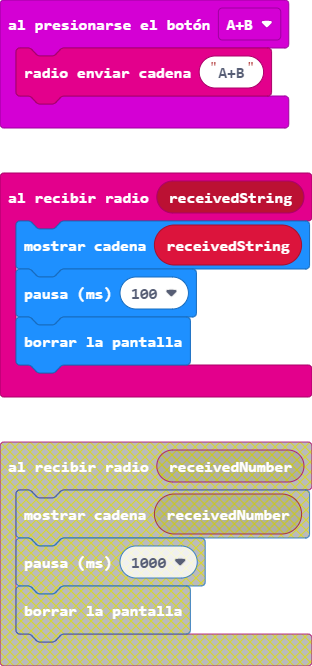 al presionarse el botón A+B
radio enviar cadena "A+B"
al recibir radio receivedString
mostrar cadena receivedString
pausa (ms) 100
borrar la pantalla
al recibir radio receivedNumber
mostrar cadena receivedNumber
pausa (ms) 1000
borrar la pantalla